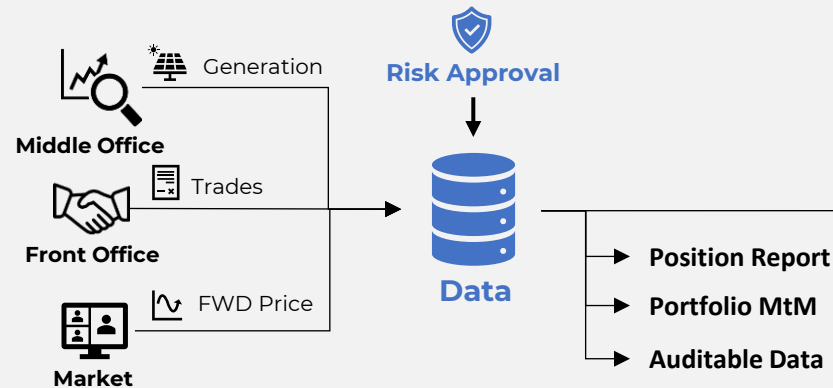 Generation
Middle Office
Trades
Front Office
FWD Price
Market
Risk Approval
Data
Position Report
Portfolio MtM
Auditable Data